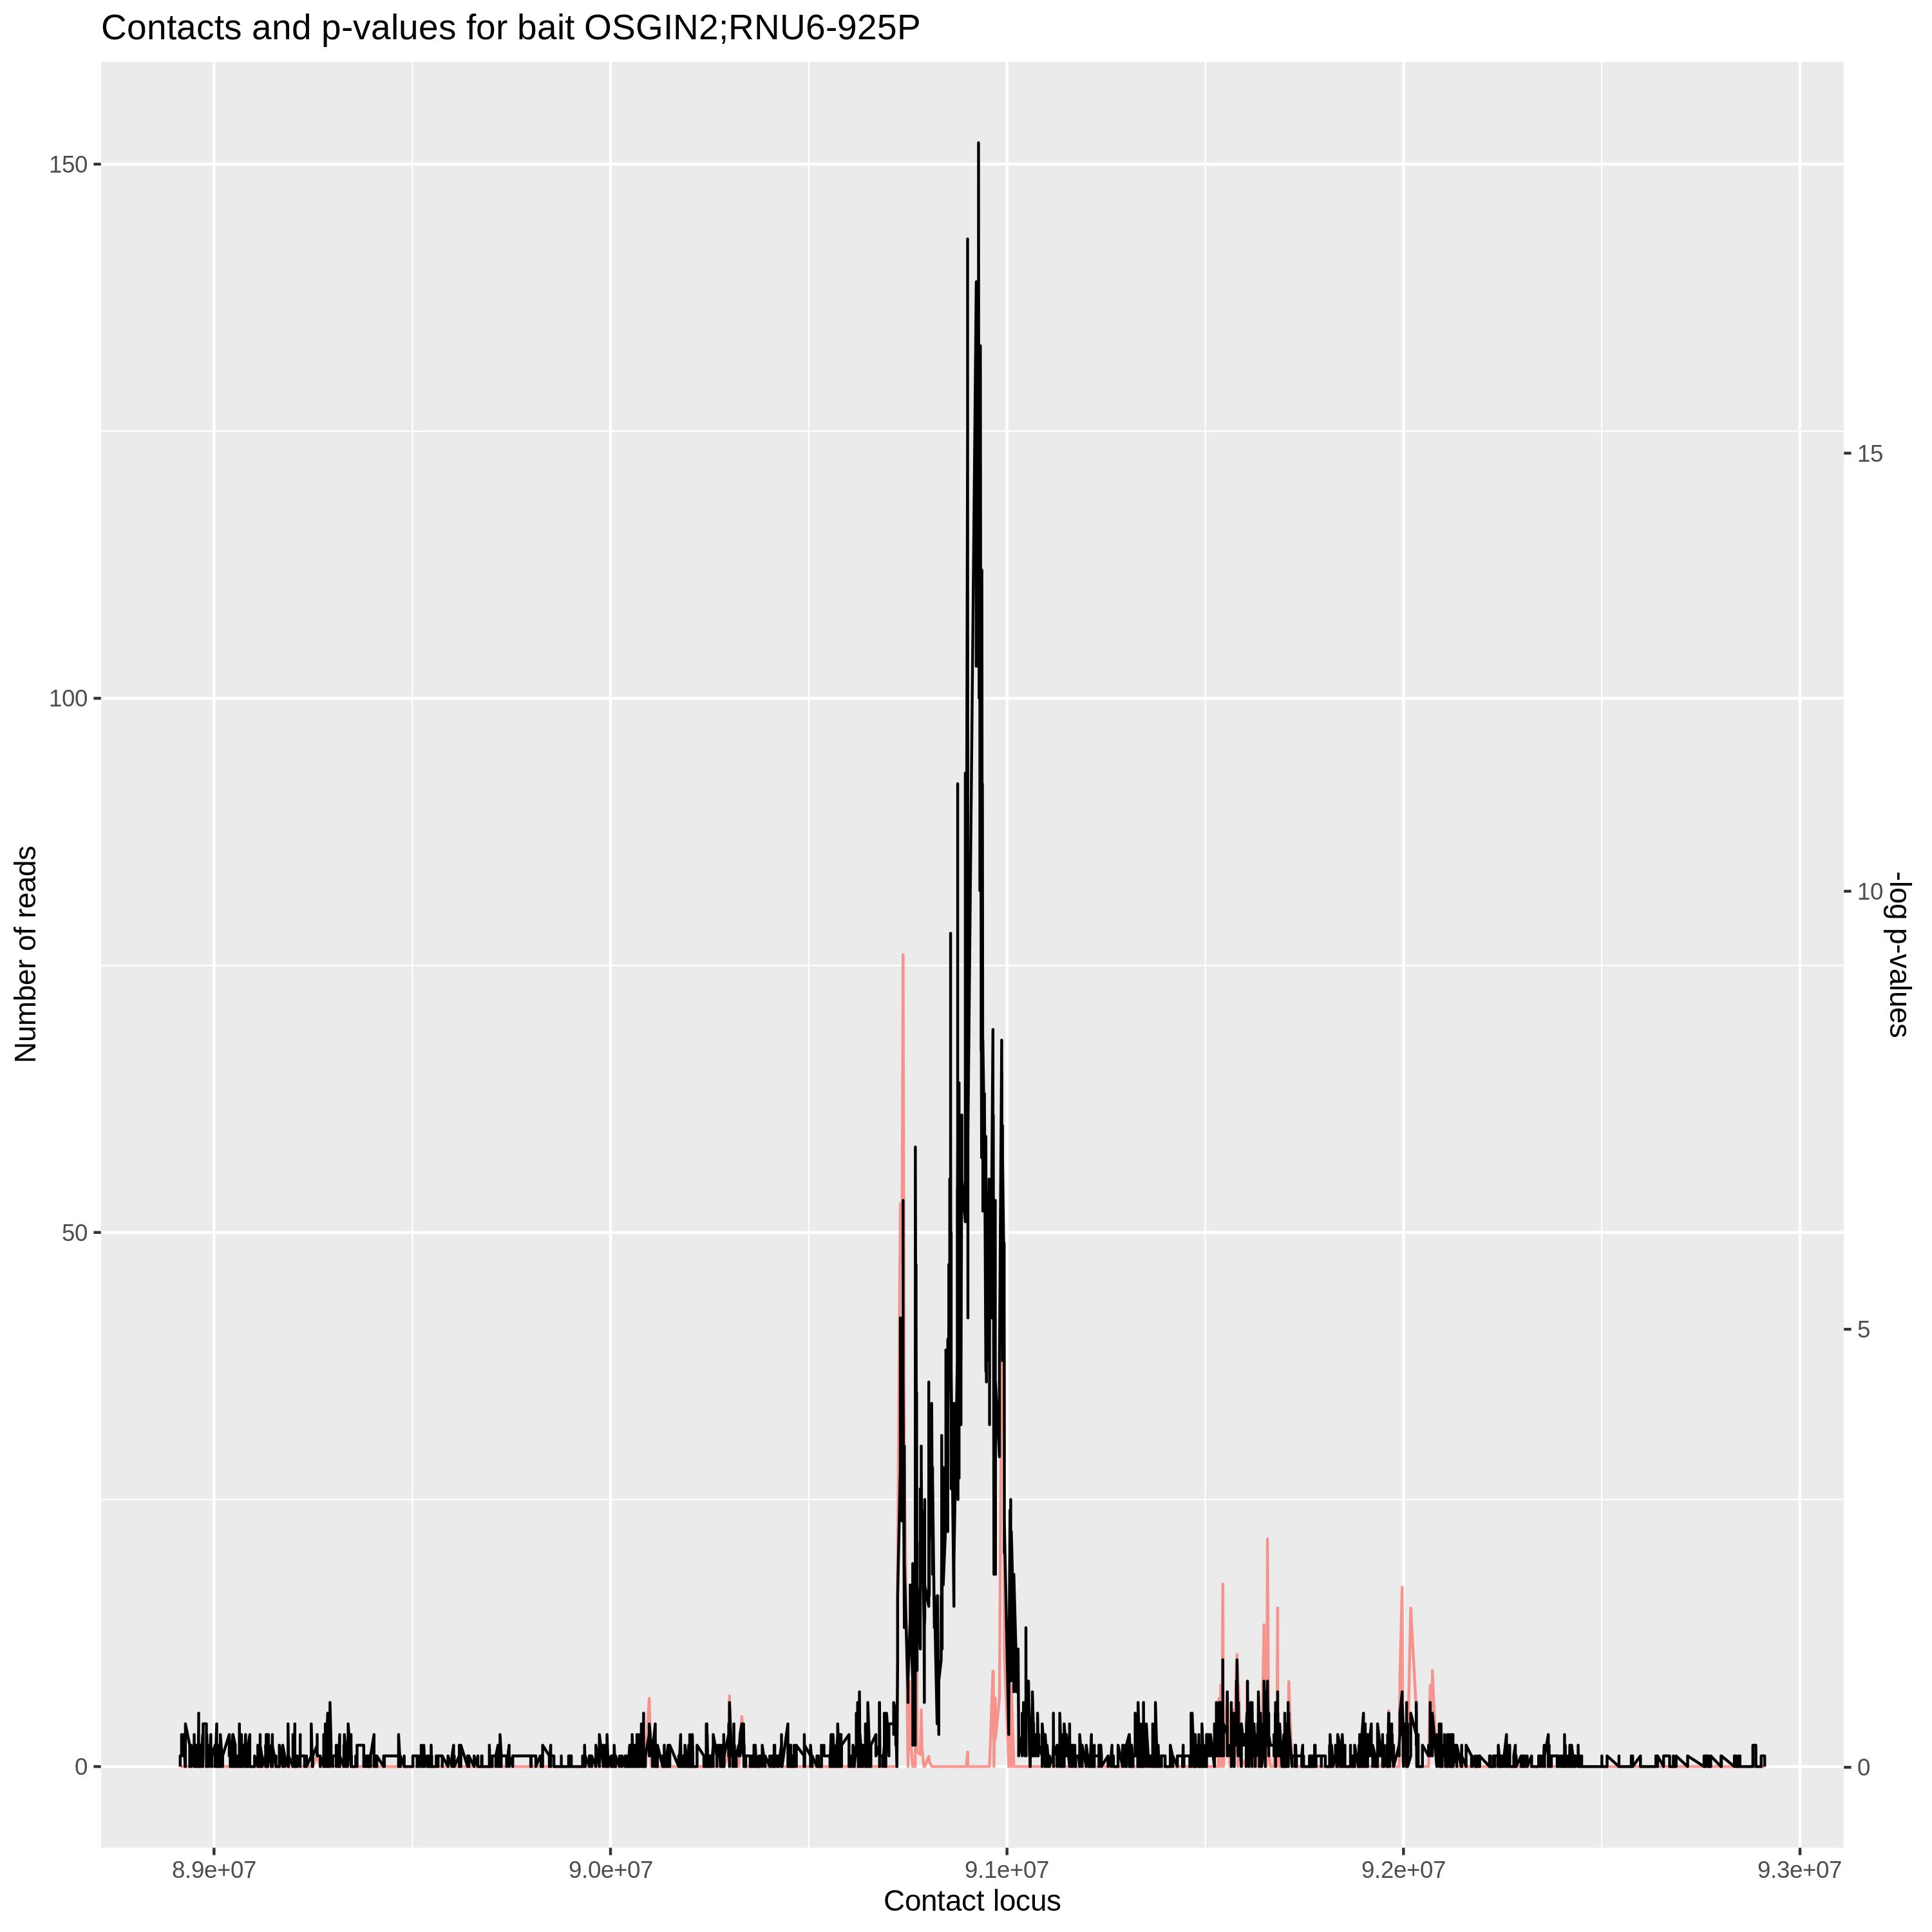 Contacts and p-values for bait OSGIN2;RNU6-925P
150
100
50
0
Number of reads
15
10
5
0
-log p-values
8.9e+07 9.0e+07 9.1e+07 9.2e+07 9.3e+07
Contact locus